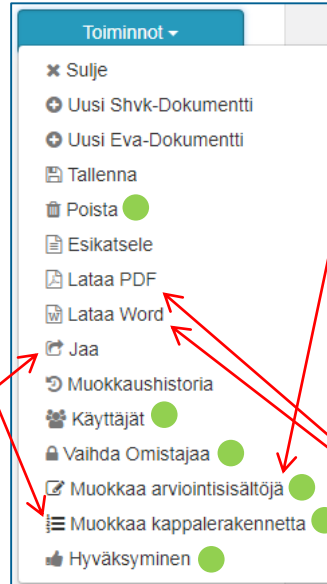 Toiminnot
Sulje
Uusi Shvk-Dokumentti
Uusi Eva-Dokumentti
Tallenna
Poista
Esikatsele
Lataa PDF
Lataa Word
Jaa
Muokkaushistoria
Käyttäjät
Vaihda Omistajaa
Muokkaa arviointisisältöjä
Muokkaa kappalerakennetta
Hyväksyminen